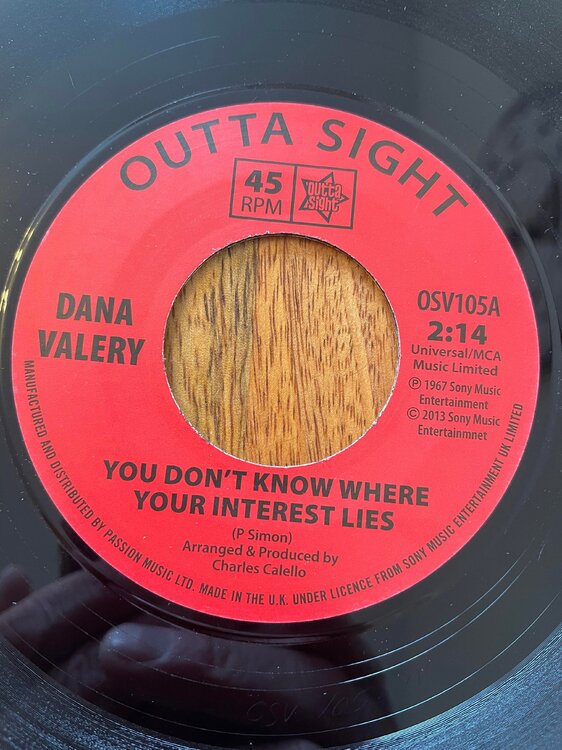 OUTTA SIGHT
45
RPM
outta
sight
DANA
VALERY
OSV105A
2:14
Universal/MCA
Music Limited
℗ 1967 Sony Music
Entertainment
© 2013 Sony Music
Entertainmnet
YOU DON'T KNOW WHERE
YOUR INTEREST LIES
(P Simon)
Arranged & Produced by
Charles Calello
MANUFACTURED AND DISTRIBUTED BY PASSION MUSIC LTD. MADE IN THE U.K. UNDER LICENCE FROM SONY MUSIC ENTERTAINMENT UK LIMITED
OSV 105